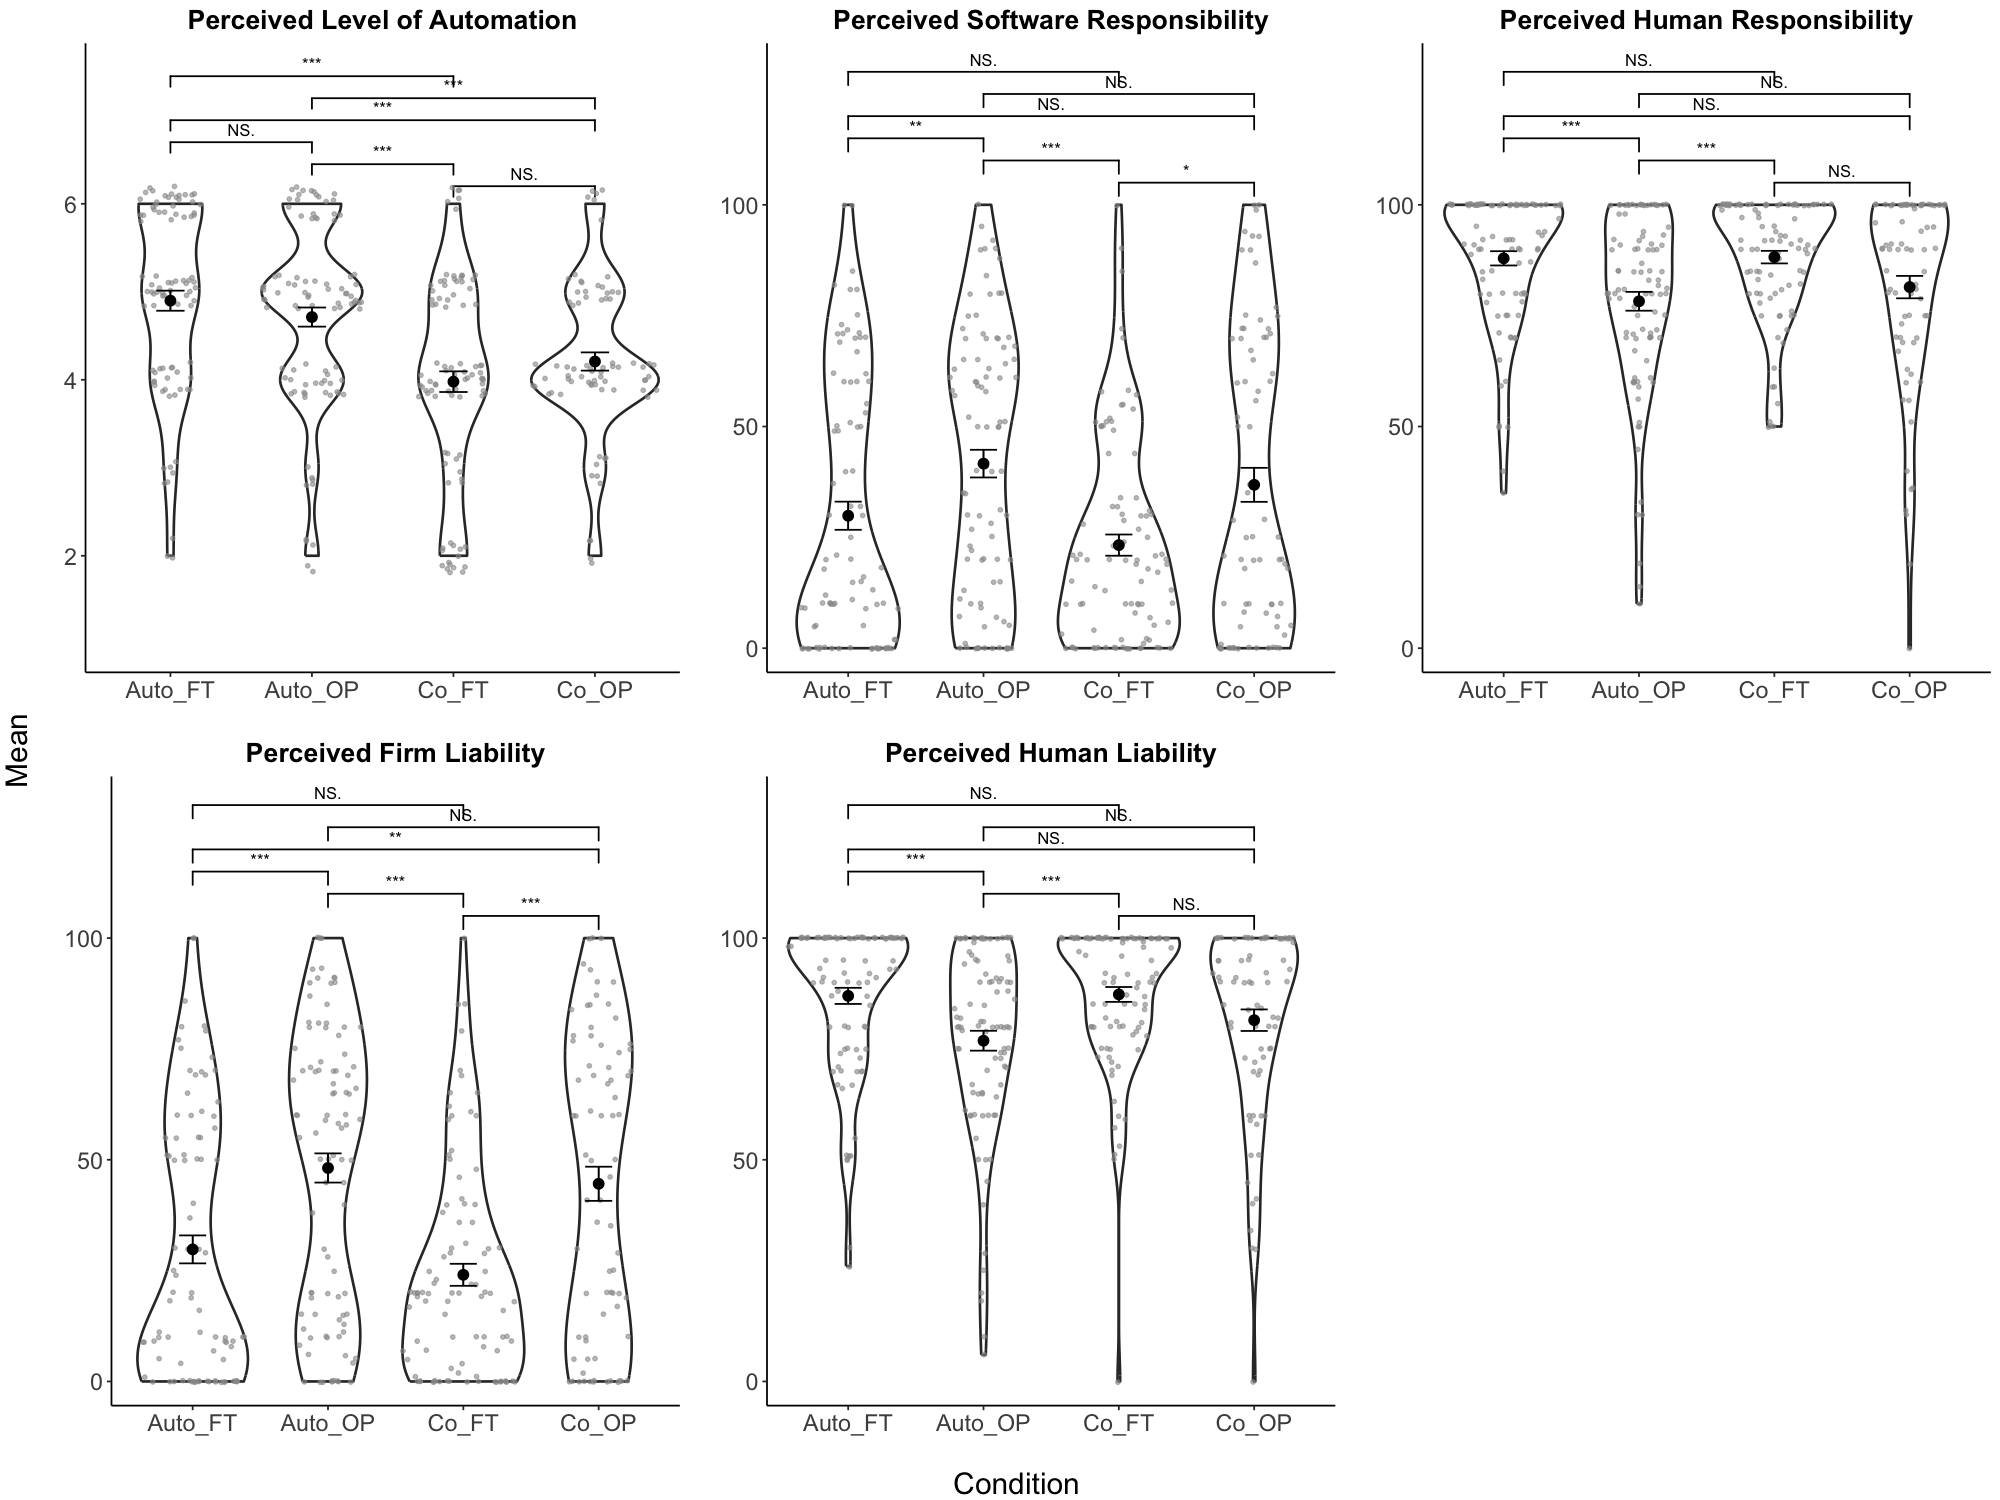 Perceived Level of Automation
***
***
***
NS.
***
NS.
6
4
2
Auto_FT Auto_OP Co_FT Co_OP
Perceived Software Responsibility
NS.
NS.
NS.
**
***
*
100
50
0
Auto_FT Auto_OP Co_FT Co_OP
Perceived Human Responsibility
NS.
NS.
NS.
***
***
NS.
100
50
0
Auto_FT Auto_OP Co_FT Co_OP
Mean
Perceived Firm Liability
NS.
NS.
**
***
***
***
100
50
0
Auto_FT Auto_OP Co_FT Co_OP
Perceived Human Liability
NS.
NS.
NS.
***
***
NS.
100
50
0
Auto_FT Auto_OP Co_FT Co_OP
Condition